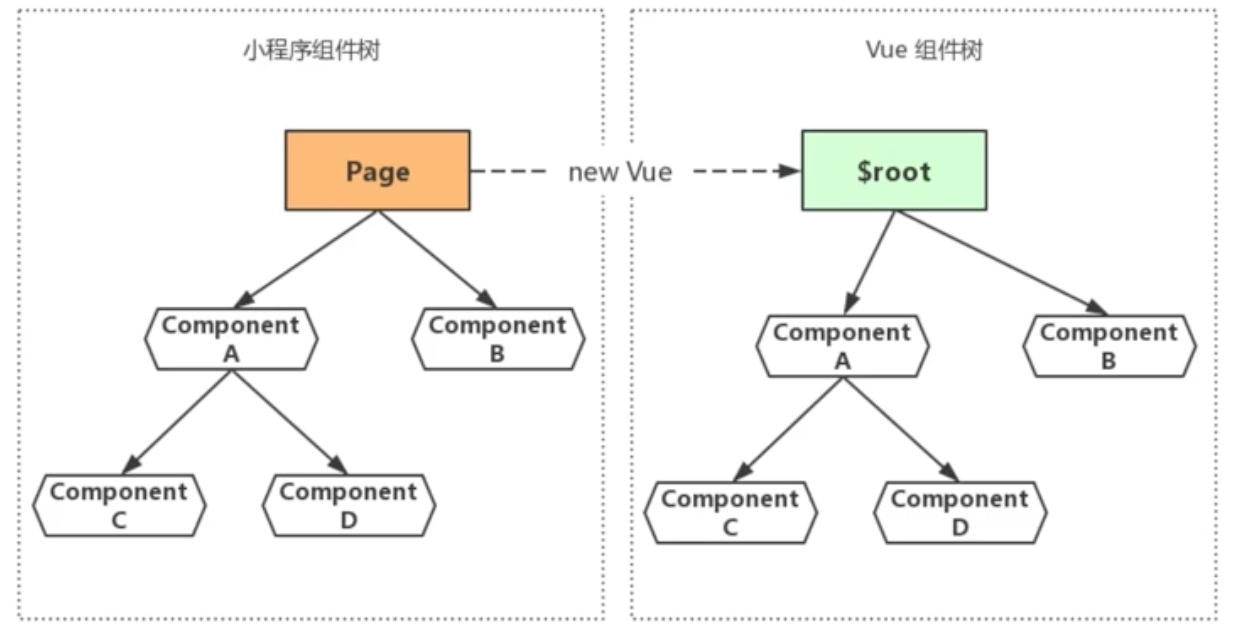 小程序组件树
Page
Component
A
Component
B
Component
C
Component
D
new Vue
Vue 组件树
$root
Component
A
Component
B
Component
C
Component
D